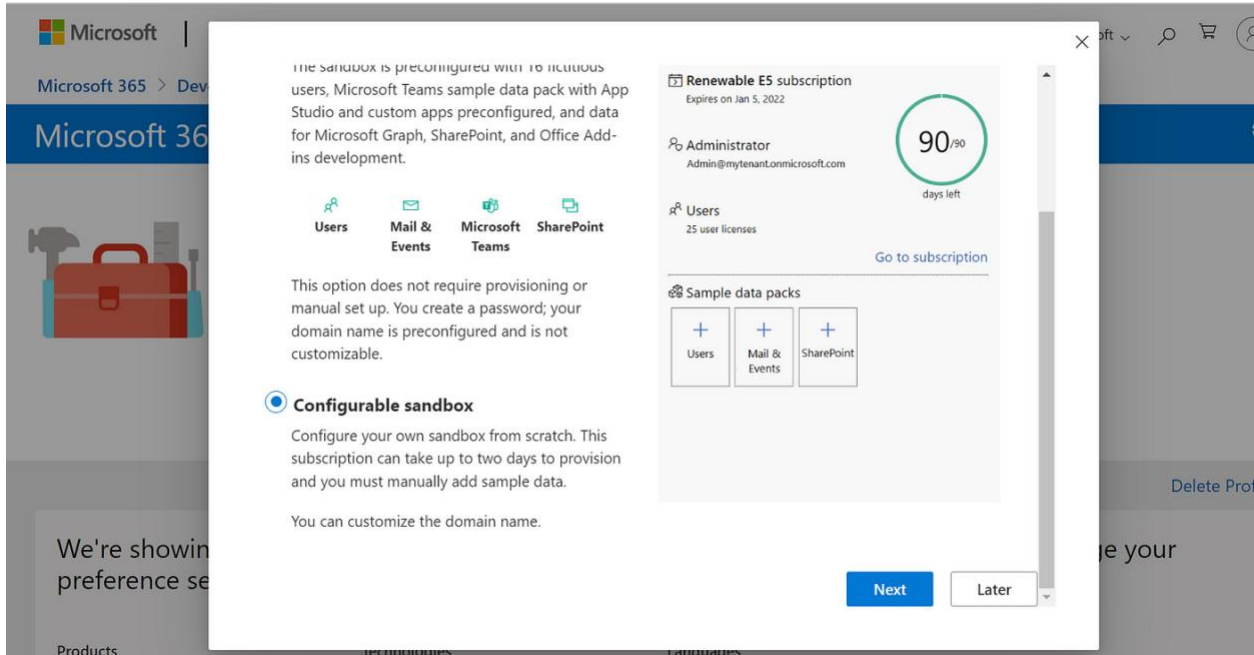 Microsoft
oft
Microsoft 365 > Dev
Microsoft 36
The sandbox is preconfigured with 16 fictitious
users, Microsoft Teams sample data pack with App
Studio and custom apps preconfigured, and data
for Microsoft Graph, SharePoint, and Office Add-
ins development.
Users
Mail &
Events
Microsoft
Teams
SharePoint
This option does not require provisioning or
manual set up. You create a password; your
domain name is preconfigured and is not
customizable.
Configurable sandbox
Configure your own sandbox from scratch. This
subscription can take up to two days to provision
and you must manually add sample data.
You can customize the domain name.
Renewable E5 subscription
Expires on Jan 5, 2022
90/90
days left
Administrator
Admin@mytenant.onmicrosoft.com
Users
25 user licenses
Go to subscription
Sample data packs
Users
Mail &
Events
SharePoint
Next
Later
Delete Prof
We're showin
preference se
ge your
Products
Technologies
Languages